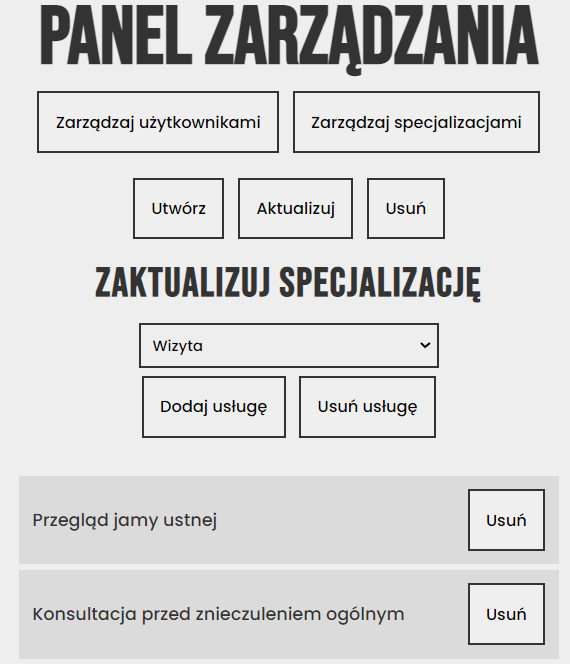 PANEL ZARZĄDZANIA
Zarządzaj użytkownikami Zarządzaj specjalizacjami
Utwórz Aktualizuj Usuń
ZAKTUALIZUJ SPECJALIZACJĘ
Wizyta
Dodaj usługę Usuń usługę
Przegląd jamy ustnej Usuń
Konsultacja przed znieczuleniem ogólnym Usuń